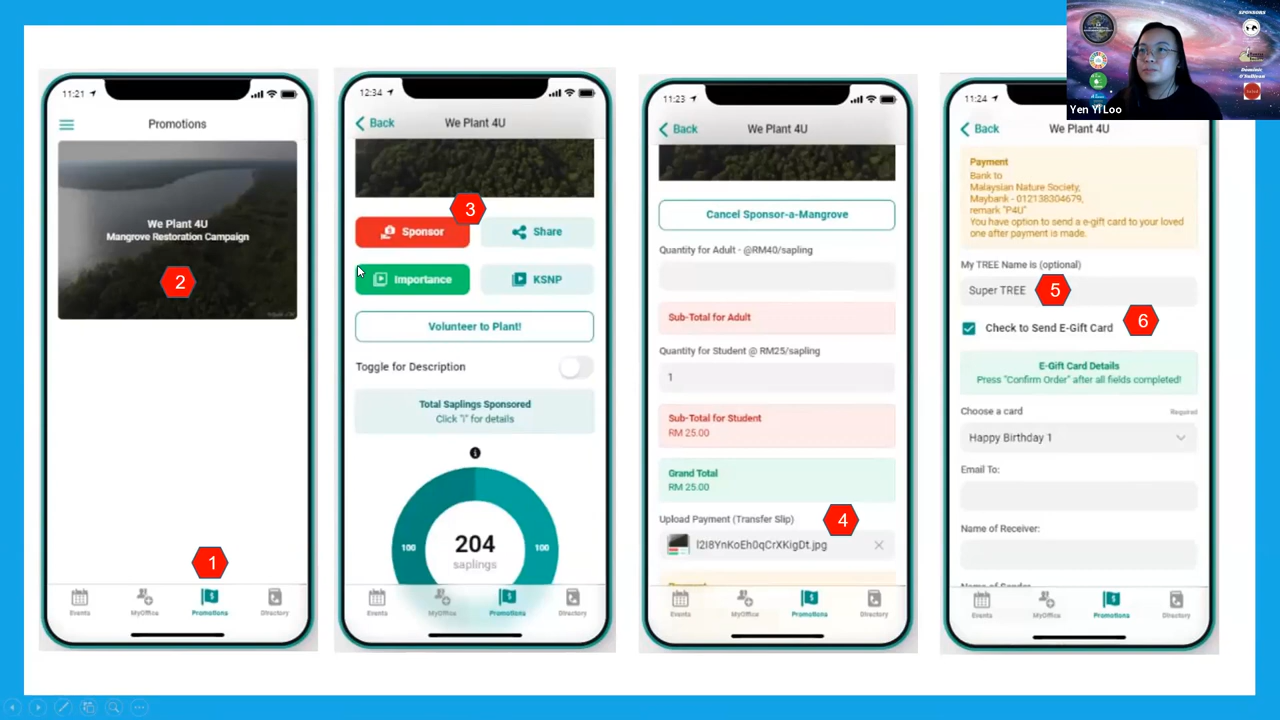 11:21
Promotions
We Plant 4U
Mangrove Restoration Campaign
2
1
Events
MyOffice
Promotions
Directory
12:34
Back
We Plant 4U
3
Sponsor
Share
Importance
KSNP
Volunteer to Plant!
Toggle for Description
Total Saplings Sponsored
Click "i" for details
100
204
saplings
100
Events
MyOffice
Promotions
Directory
11:23
Back
We Plant 4U
Cancel Sponsor-a-Mangrove
Quantity for Adult - @RM40/sapling
Sub-Total for Adult
Quantity for Student @ RM25/sapling
1
Sub-Total for Student
RM 25.00
Grand Total
RM 25.00
Upload Payment (Transfer Slip)
4
l2I8YnKoEh0qCrXKigDt.jpg
Events
MyOffice
Promotions
Directory
11:24
Back
We Plant 4U
Payment
Bank to
Malaysian Nature Society,
Maybank - 012138304679,
remark "P4U"
You have option to send a e-gift card to your loved
one after payment is made.
My TREE Name is (optional)
Super TREE
5
Check to Send E-Gift Card
6
E-Gift Card Details
Press "Confirm Order" after all fields completed!
Choose a card
Required
Happy Birthday 1
Email To:
Name of Receiver:
Name of Sender
Events
MyOffice
Promotions
Directory
SPONSORS
Dominic
O'Sullivan
Yen Yi Loo